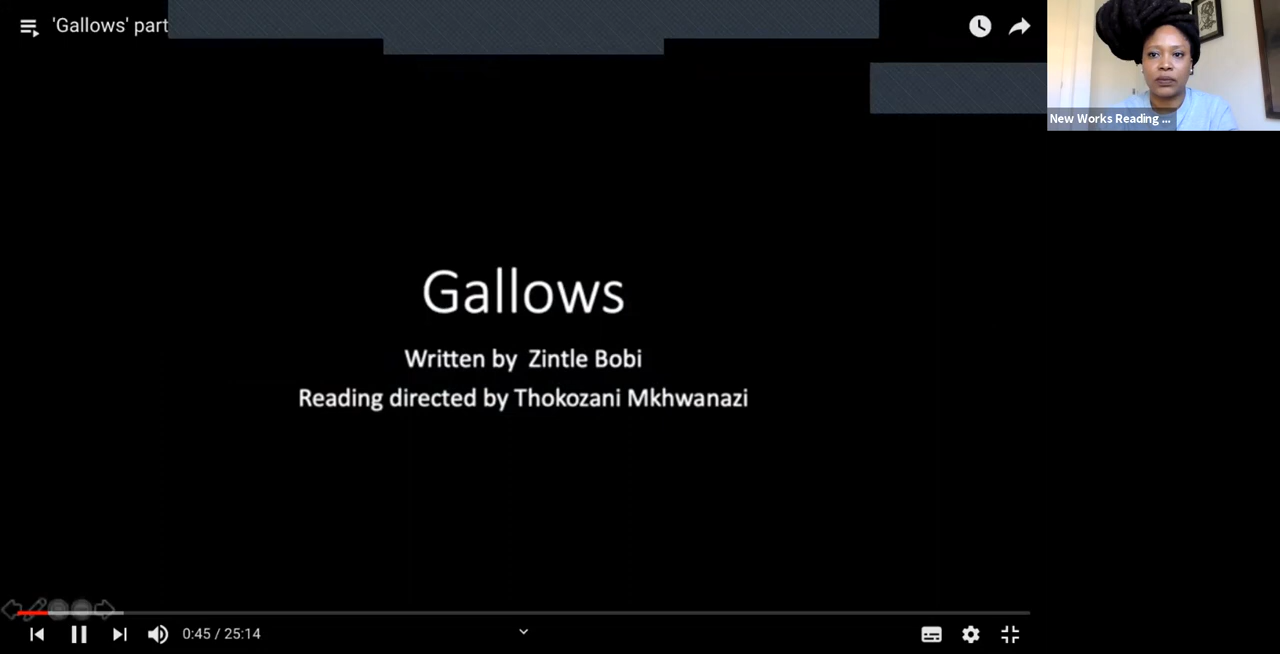 'Gallows' part
New Works Reading ...
Gallows
Written by Zintle Bobi
Reading directed by Thokozani Mkhwanazi
0:45 / 25:14